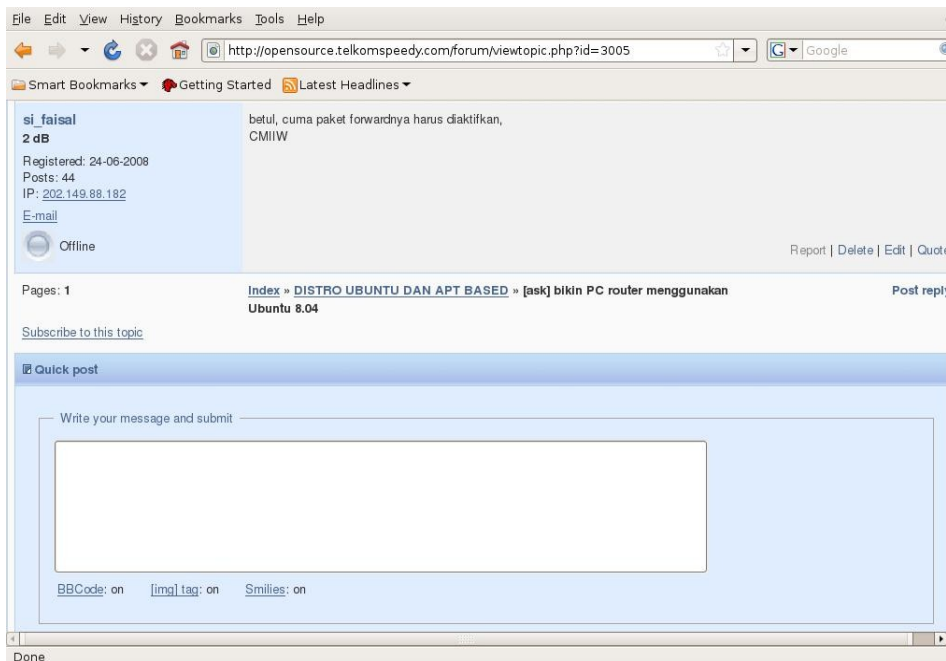 File Edit View History Bookmarks Tools Help
http://opensource.telkomspeedy.com/forum/viewtopic.php?id=3005 G Google
Smart Bookmarks Getting Started Latest Headlines
si_faisal
2 dB
Registered: 24-06-2008
Posts: 44
IP: 202.149.88.182
E-mail
Offline
betul, cuma paket forwardnya harus diaktifkan,
CMIIW
Report | Delete | Edit | Quote
Pages: 1
Index » DISTRO UBUNTU DAN APT BASED » [ask] bikin PC router menggunakan
Ubuntu 8.04
Post reply
Subscribe to this topic
Quick post
Write your message and submit
BBCode: on [img] tag: on Smilies: on
Done